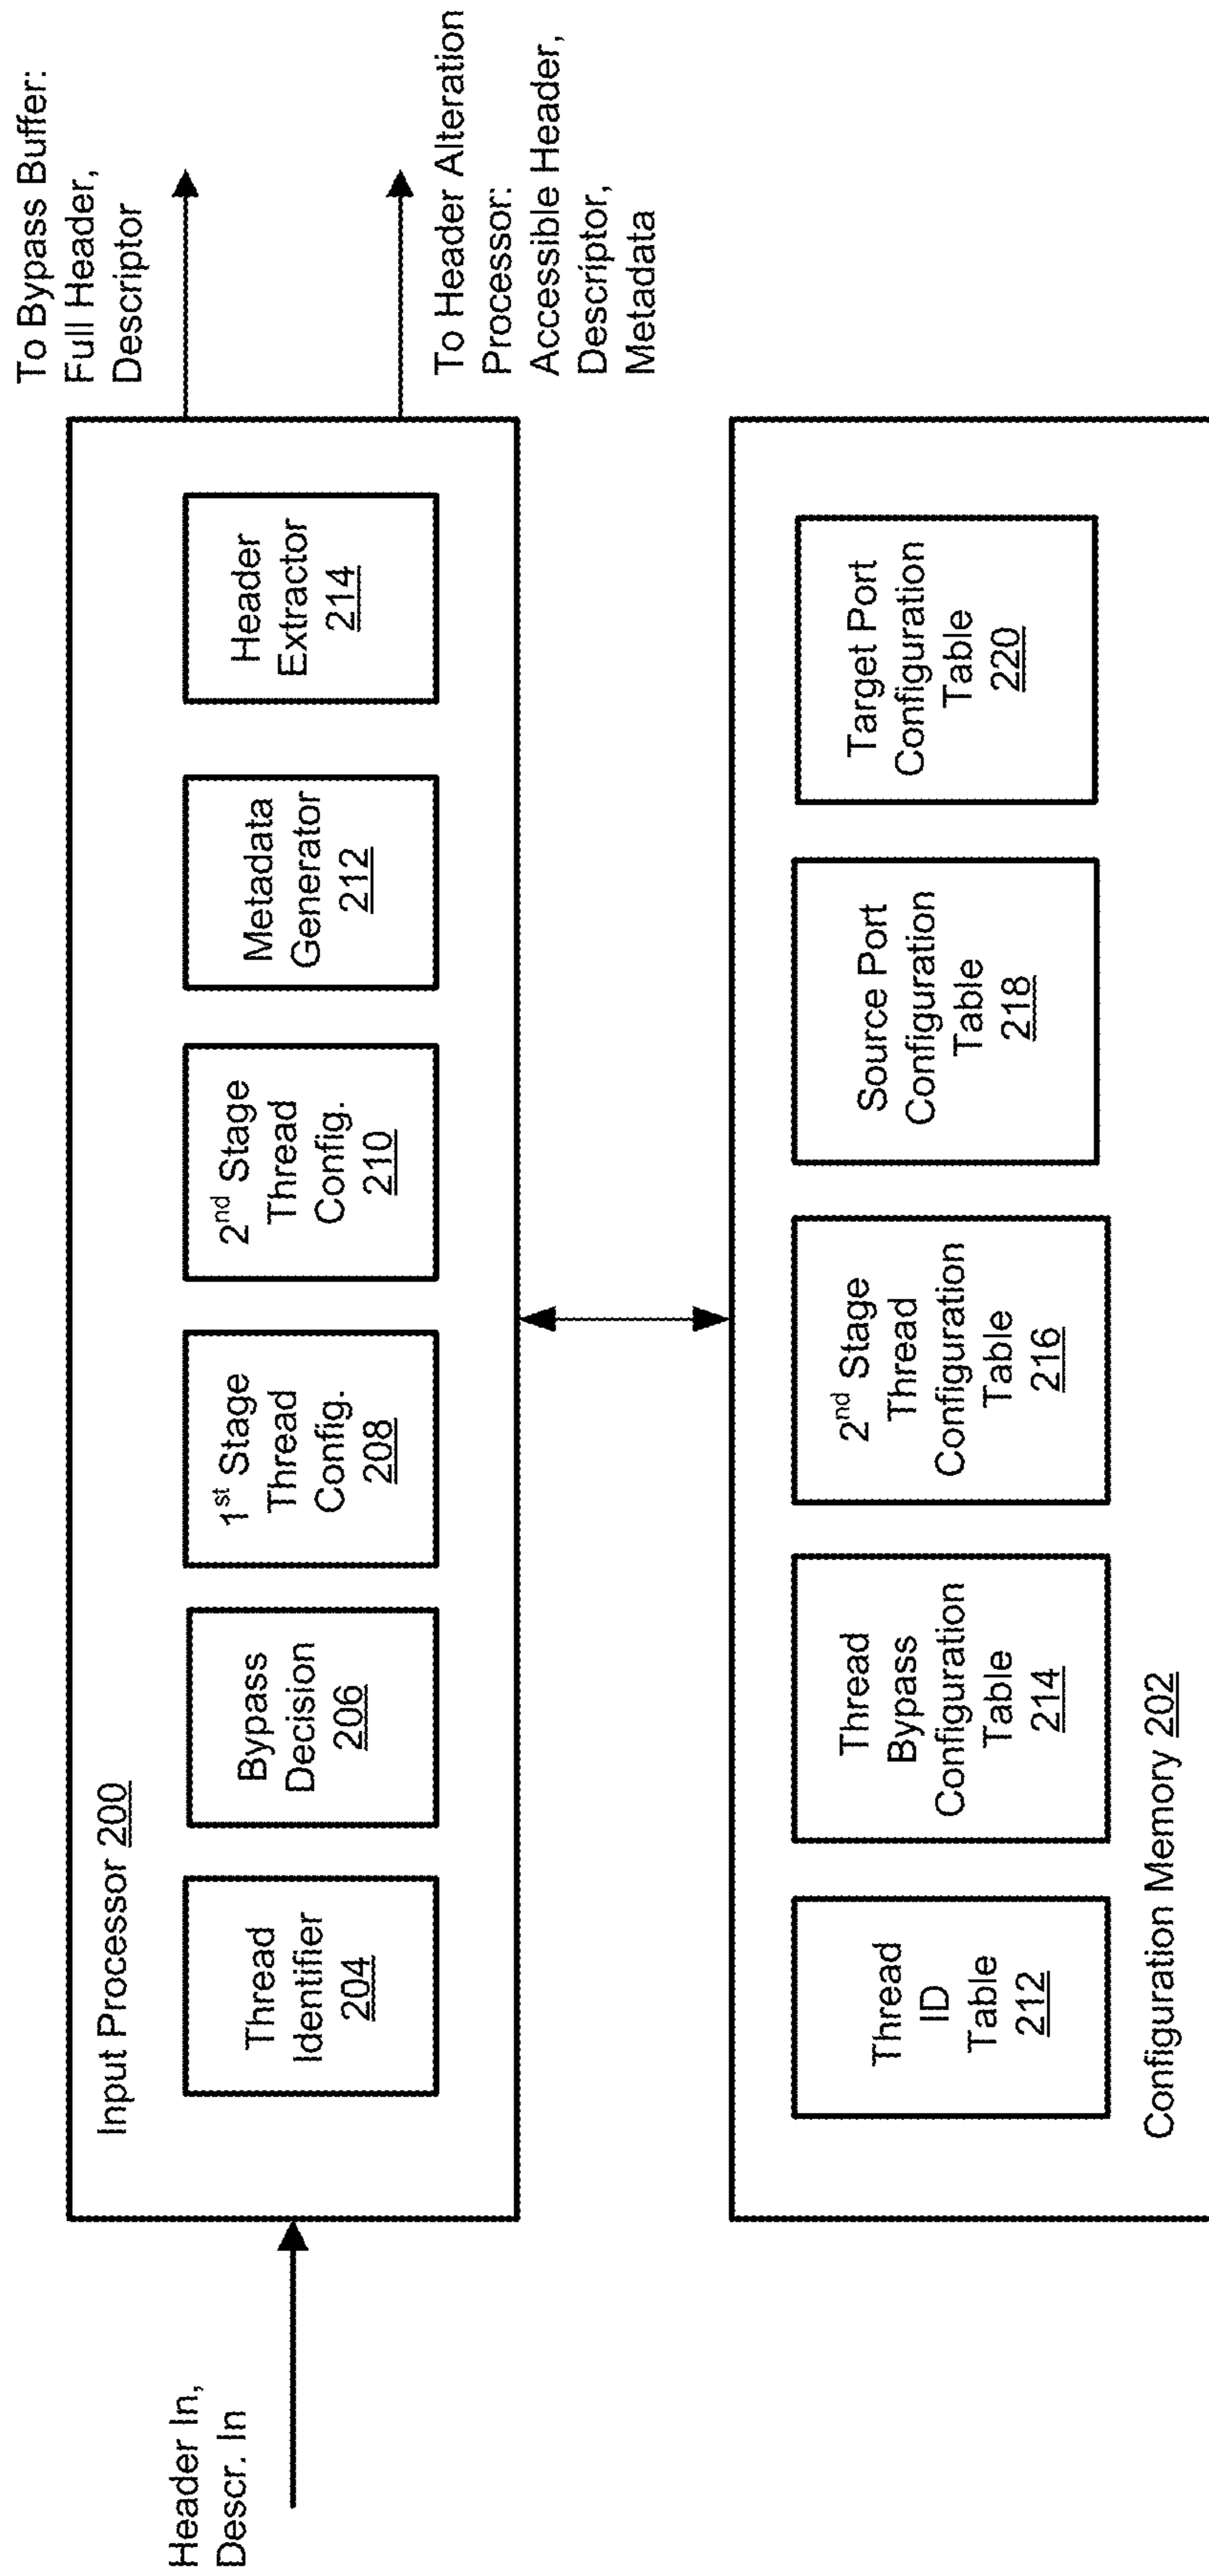 Header In,
Descr. In
Input Processor 200
Thread
Identifier
204
Bypass
Decision
206
1st Stage
Thread
Config.
208
2nd Stage
Thread
Config.
210
Metadata
Generator
212
Header
Extractor
214
To Bypass Buffer:
Full Header,
Descriptor
To Header Alteration
Processor:
Accessible Header,
Descriptor,
Metadata
Thread
ID
Table
212
Thread
Bypass
Configuration
Table
214
2nd Stage
Thread
Configuration
Table
216
Source Port
Configuration
Table
218
Target Port
Configuration
Table
220
Configuration Memory 202